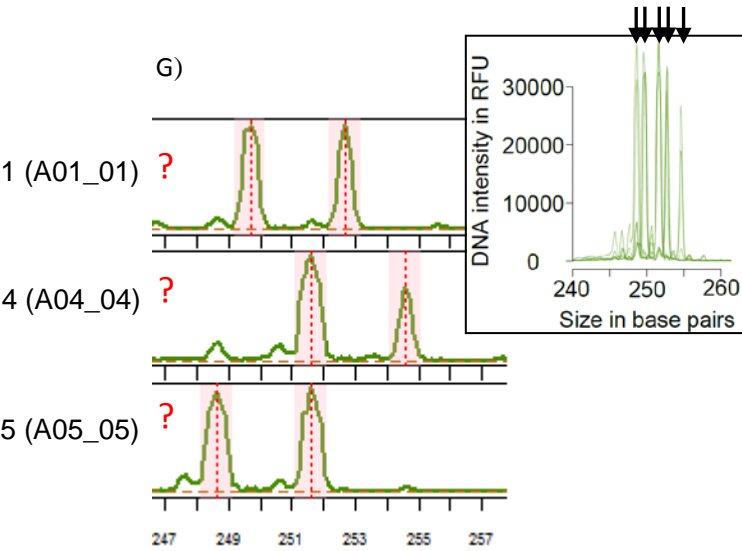 G)
1 (A01_01) ?
4 (A04_04) ?
5 (A05_05) ?
247 249 251 253 255 257
DNA intensity in RFU
30000
20000
10000
0
240 250 260
Size in base pairs